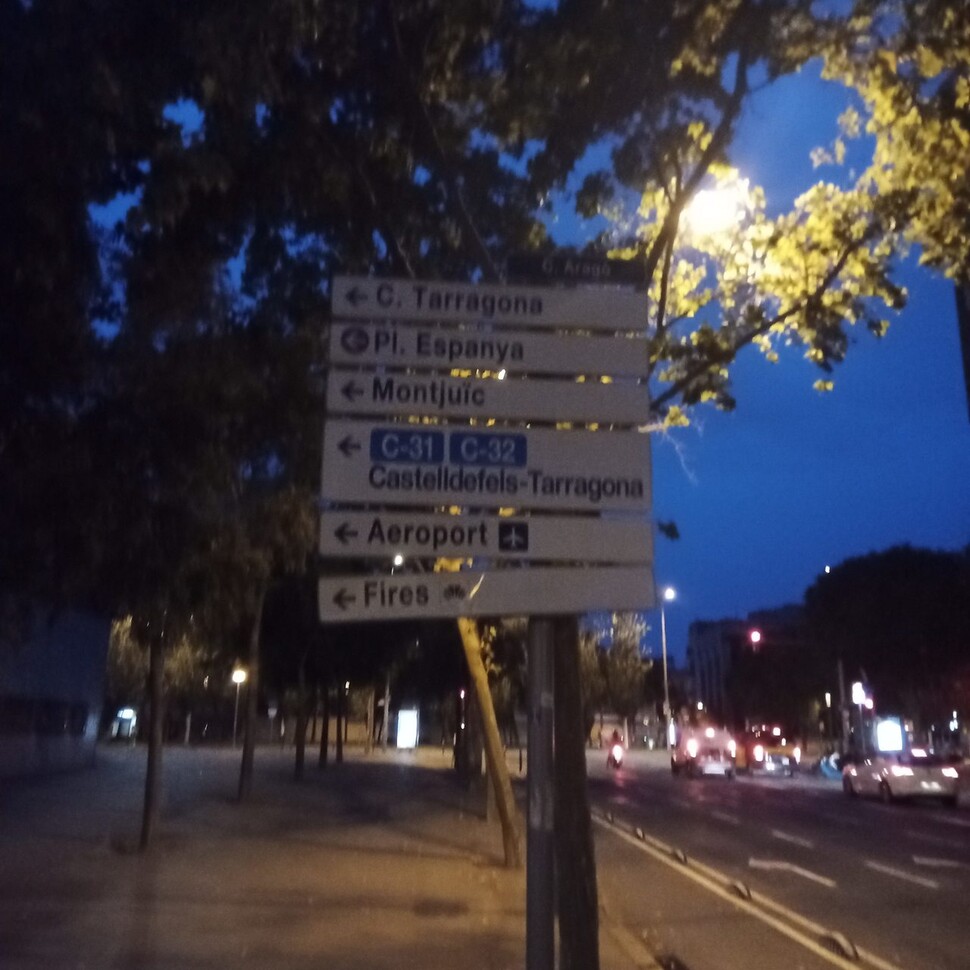 C. Aragó
C. Tarragona
Pl. Espanya
Montjuïc
C-31 C-32
Castelldefels-Tarragona
Aeroport
Fires